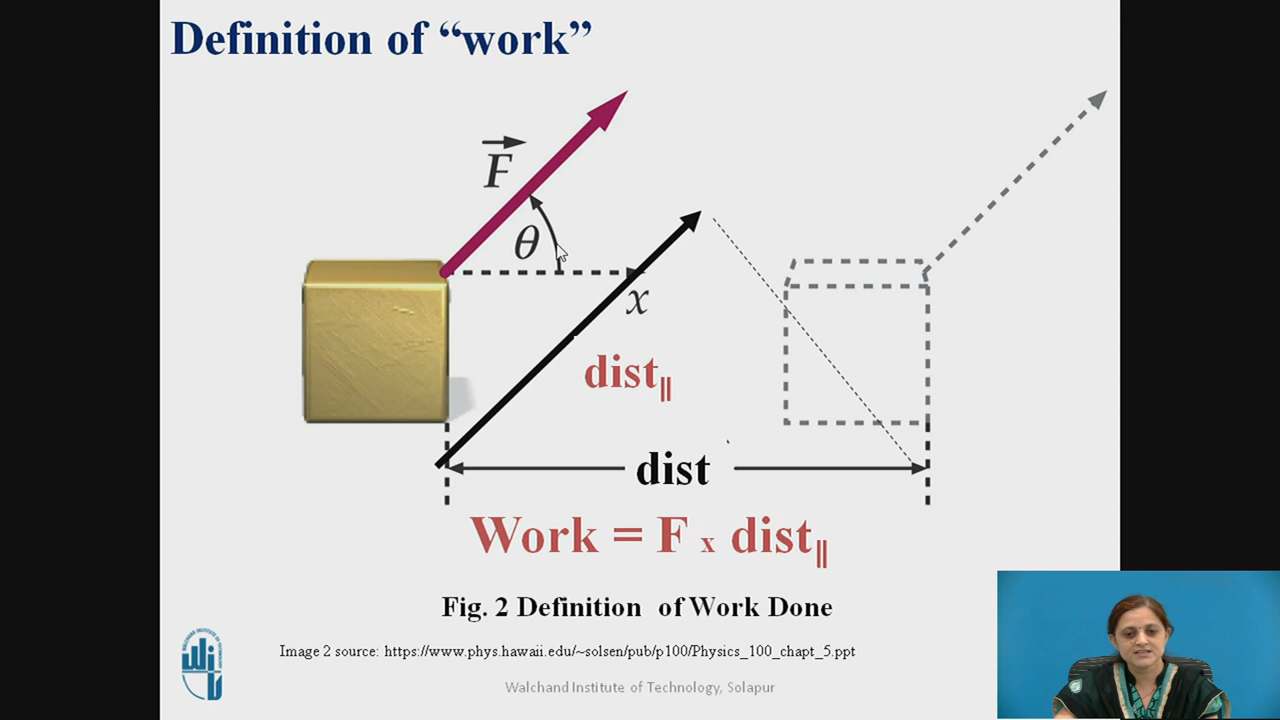 Definition of “work”
F
θ
x
dist||
dist
Work = F x dist||
Fig. 2 Definition of Work Done
Image 2 source: https://www.phys.hawaii.edu/~solsen/pub/p100/Physics_100_chapt_5.ppt
Walchand Institute of Technology, Solapur